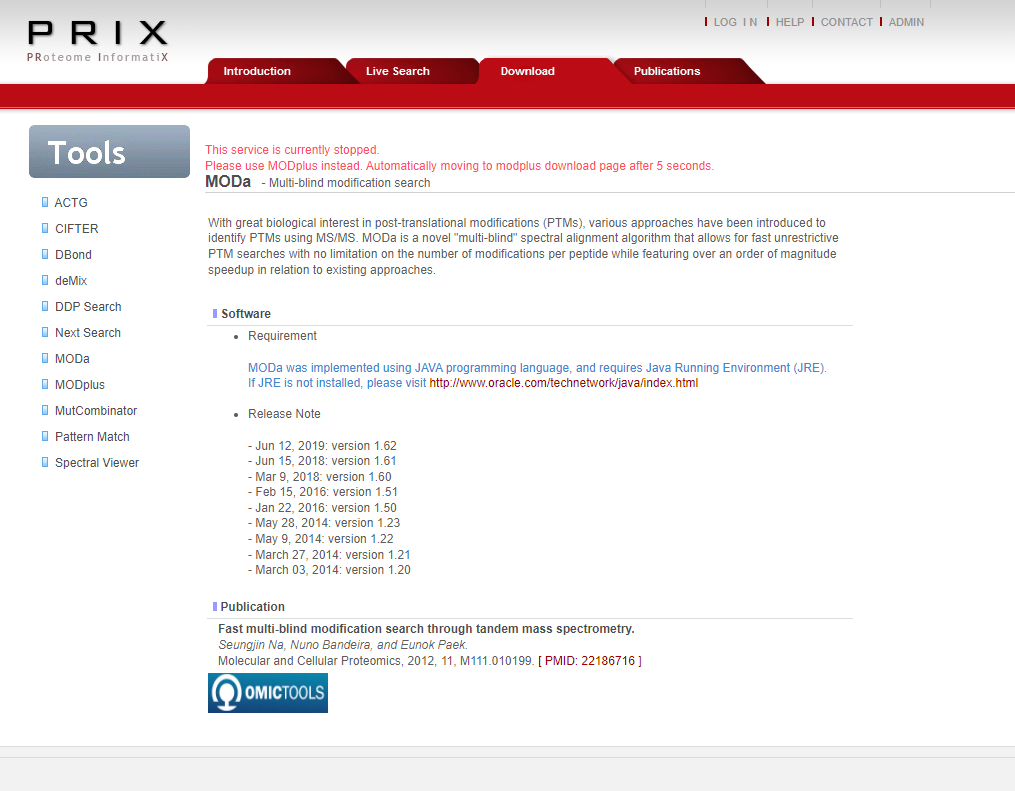 PRIX
PRoteome InformatiX
LOG IN
HELP
CONTACT
ADMIN
Introduction
Live Search
Download
Publications
Tools
ACTG
CIFTER
DBond
deMix
DDP Search
Next Search
MODa
MODplus
MutCombinator
Pattern Match
Spectral Viewer
This service is currently stopped.
Please use MODplus instead. Automatically moving to modplus download page after 5 seconds.
MODa - Multi-blind modification search
With great biological interest in post-translational modifications (PTMs), various approaches have been introduced to
identify PTMs using MS/MS. MODa is a novel "multi-blind" spectral alignment algorithm that allows for fast unrestrictive
PTM searches with no limitation on the number of modifications per peptide while featuring over an order of magnitude
speedup in relation to existing approaches.
Software
• Requirement
MODa was implemented using JAVA programming language, and requires Java Running Environment (JRE).
If JRE is not installed, please visit http://www.oracle.com/technetwork/java/index.html
• Release Note
- Jun 12, 2019: version 1.62
- Jun 15, 2018: version 1.61
- Mar 9, 2018: version 1.60
- Feb 15, 2016: version 1.51
- Jan 22, 2016: version 1.50
- May 28, 2014: version 1.23
- May 9, 2014: version 1.22
- March 27, 2014: version 1.21
- March 03, 2014: version 1.20
Publication
Fast multi-blind modification search through tandem mass spectrometry.
Seungjin Na, Nuno Bandeira, and Eunok Paek.
Molecular and Cellular Proteomics, 2012, 11, M111.010199. [ PMID: 22186716 ]
OMICTOOLS